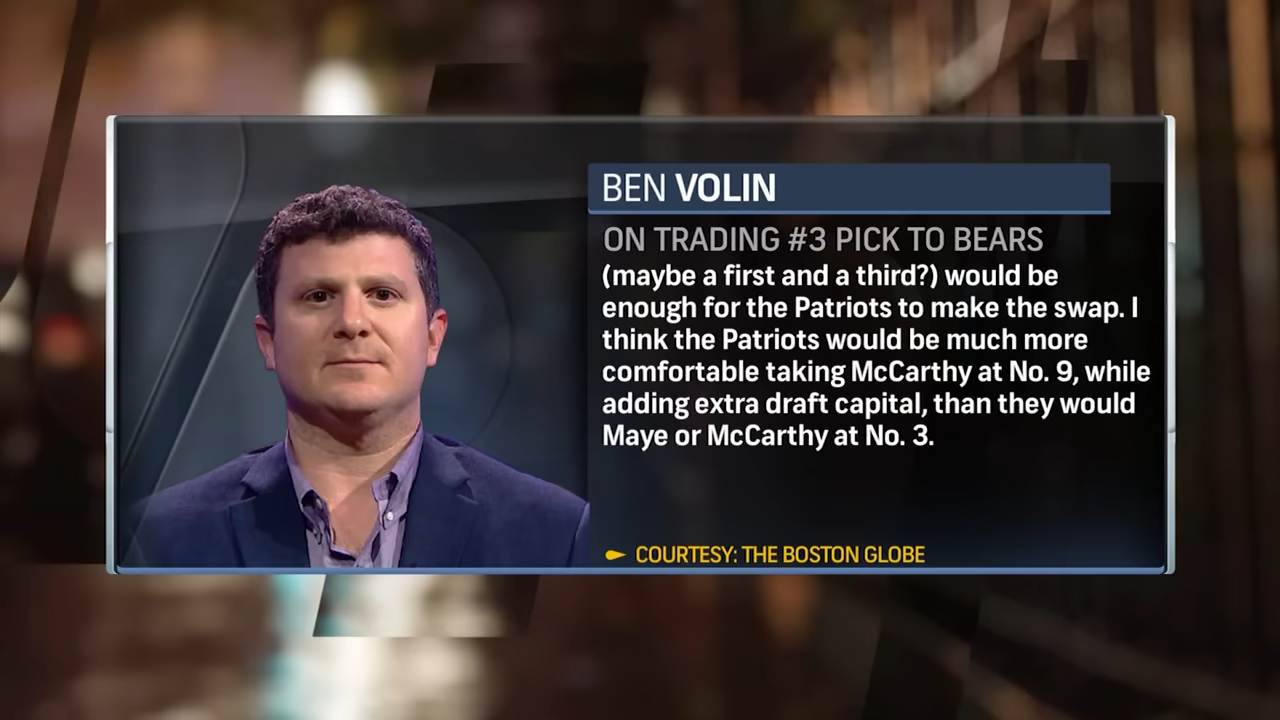 BEN VOLIN
ON TRADING #3 PICK TO BEARS
(maybe a first and a third?) would be
enough for the Patriots to make the swap. I
think the Patriots would be much more
comfortable taking McCarthy at No. 9, while
adding extra draft capital, than they would
Maye or McCarthy at No. 3.
COURTESY: THE BOSTON GLOBE